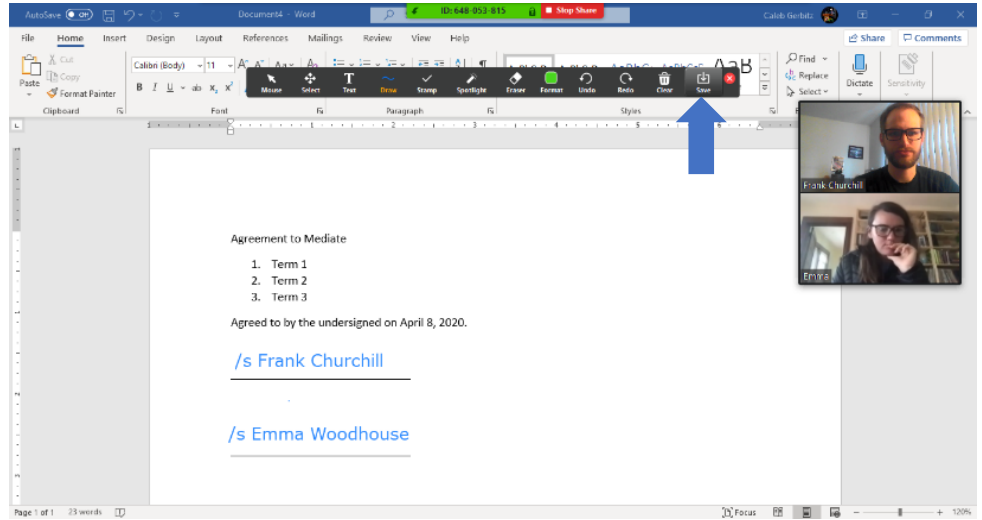 AutoSave Off Document4 - Word ID: 648-053-815 Stop Share Caleb Gerbitz
File Home Insert Design Layout References Mailings Review View Help Share Comments
Paste Cut Copy Format Painter
Calibri (Body) 11
B I U ab x, x²
Mouse Select Text Draw Stamp Spotlight Eraser Format Undo Redo Clear Save
Find Replace Select Dictate Sensitivity
Clipboard Font Paragraph Styles
Frank Churchill
Emma
Agreement to Mediate
1. Term 1
2. Term 2
3. Term 3
Agreed to by the undersigned on April 8, 2020.
/s Frank Churchill
/s Emma Woodhouse
Page 1 of 1 23 words Focus 120%